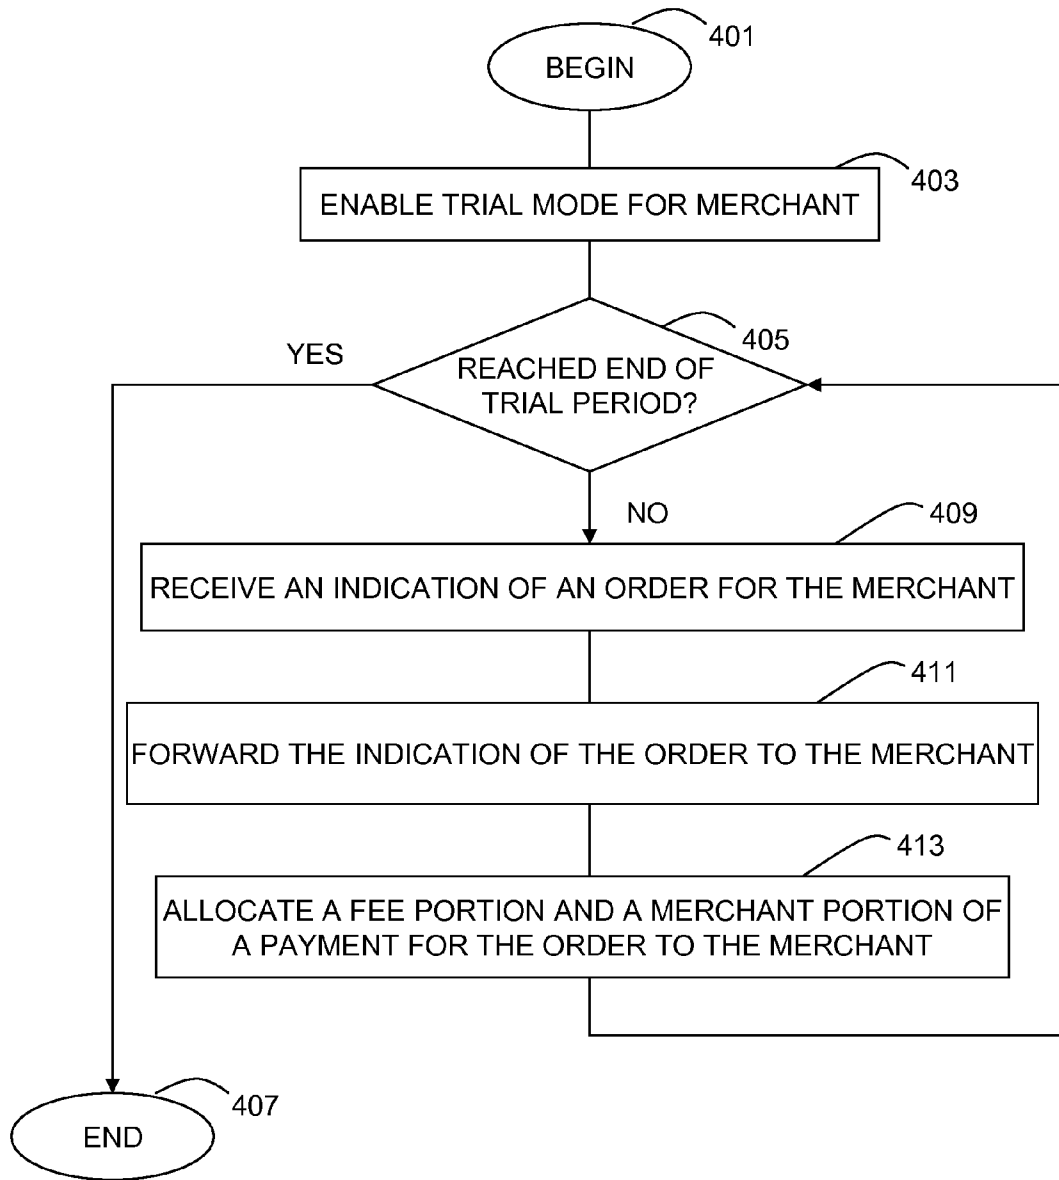 401
BEGIN
403
ENABLE TRIAL MODE FOR MERCHANT
405
YES
REACHED END OF
TRIAL PERIOD?
NO
409
RECEIVE AN INDICATION OF AN ORDER FOR THE MERCHANT
411
FORWARD THE INDICATION OF THE ORDER TO THE MERCHANT
413
ALLOCATE A FEE PORTION AND A MERCHANT PORTION OF
A PAYMENT FOR THE ORDER TO THE MERCHANT
407
END